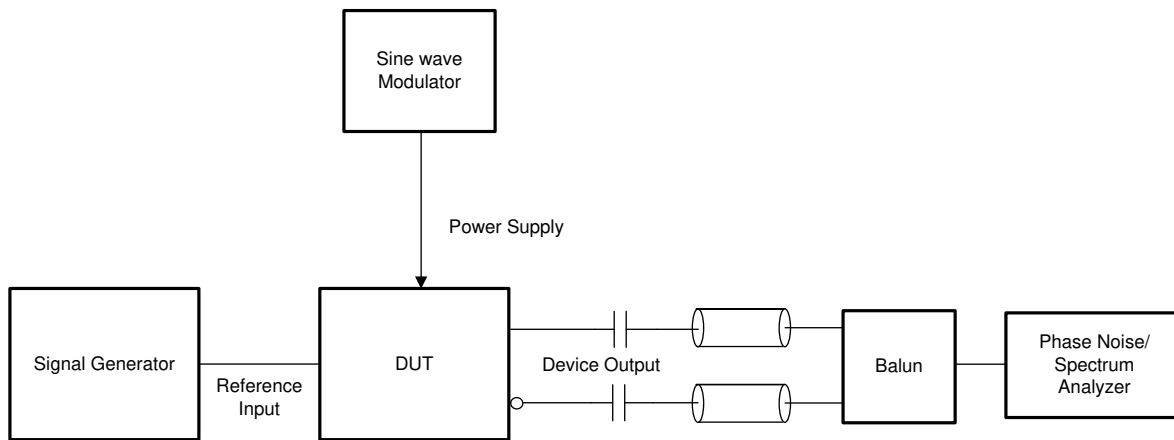 Sine wave
Modulator
Power Supply
Signal Generator
Reference
Input
DUT
Device Output
Balun
Phase Noise/
Spectrum
Analyzer